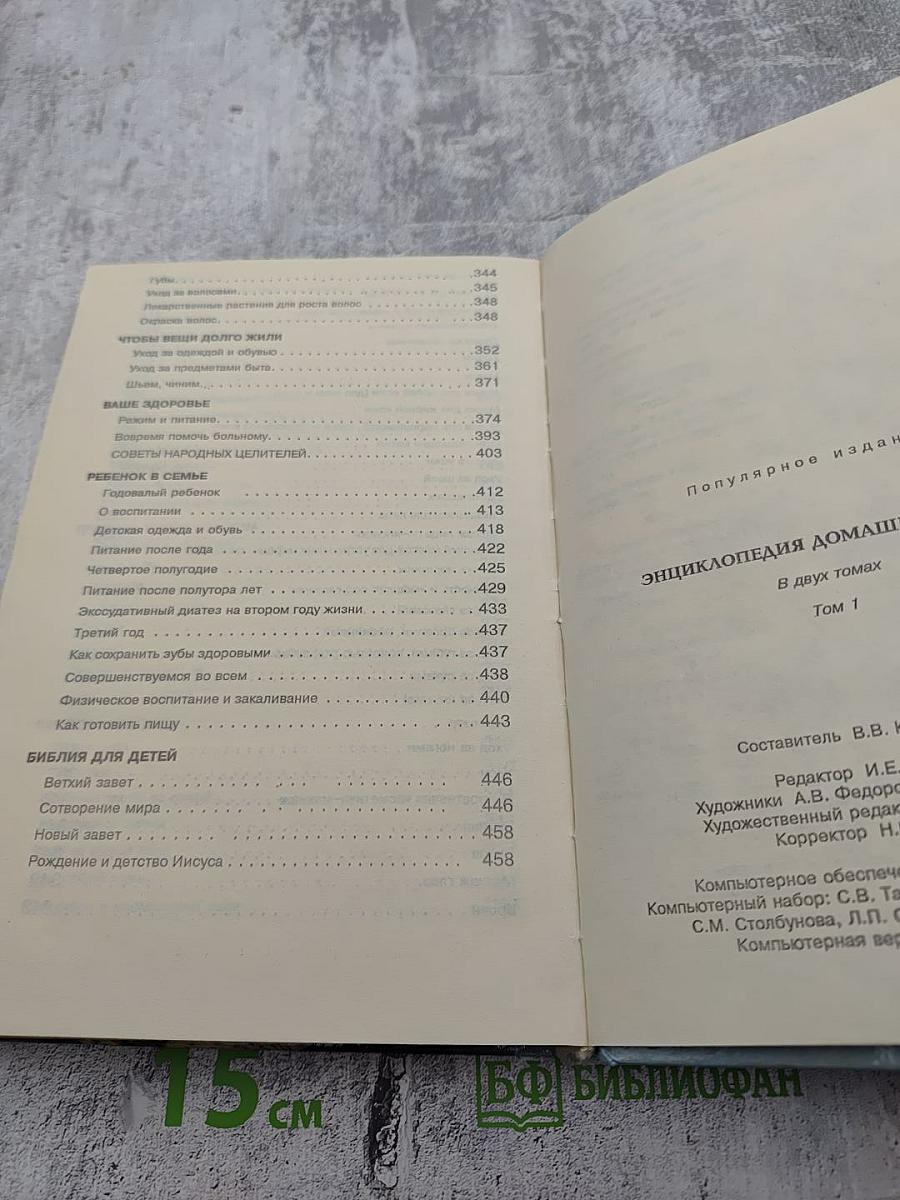 Губы. . . . . . . . . . . . . . . . . . . . . . . . . . . .344
Уход за волосами. . . . . . . . . . . . . . . . . . . . .345
Лекарственные растения для роста волос . . . . . . . . .348
Окраска волос. . . . . . . . . . . . . . . . . . . . . . .348
ЧТОБЫ ВЕЩИ ДОЛГО ЖИЛИ
Уход за одеждой и обувью . . . . . . . . . . . . . . . . .352
Уход за предметами быта. . . . . . . . . . . . . . . . . . 361
Шьем, чиним. . . . . . . . . . . . . . . . . . . . . . . . 371
ВАШЕ ЗДОРОВЬЕ
Режим и питание. . . . . . . . . . . . . . . . . . . . . .374
Вовремя помочь больному. . . . . . . . . . . . . . . . . .393
СОВЕТЫ НАРОДНЫХ ЦЕЛИТЕЛЕЙ. . . . . . . . . . . . . . . . 403
РЕБЕНОК В СЕМЬЕ
Годовалый ребенок . . . . . . . . . . . . . . . . . . . .412
О воспитании . . . . . . . . . . . . . . . . . . . . . . .413
Детская одежда и обувь . . . . . . . . . . . . . . . . . .418
Питание после года . . . . . . . . . . . . . . . . . . . .422
Четвертое полугодие . . . . . . . . . . . . . . . . . . .425
Питание после полутора лет . . . . . . . . . . . . . . . .429
Экссудативный диатез на втором году жизни. . . . . . . . .433
Третий год . . . . . . . . . . . . . . . . . . . . . . . .437
Как сохранить зубы здоровыми . . . . . . . . . . . . . . .437
Совершенствуемся во всем . . . . . . . . . . . . . . . . .438
Физическое воспитание и закаливание . . . . . . . . . . . 440
Как готовить пищу . . . . . . . . . . . . . . . . . . . . 443
БИБЛИЯ ДЛЯ ДЕТЕЙ
Ветхий завет . . . . . . . . . . . . . . . . . . . . . . . 446
Сотворение мира . . . . . . . . . . . . . . . . . . . . . 446
Новый завет . . . . . . . . . . . . . . . . . . . . . . . 458
Рождение и детство Иисуса . . . . . . . . . . . . . . . . 458
Популярное издан
ЭНЦИКЛОПЕДИЯ ДОМАШ
В двух томах
Том 1
Составитель В.В.
Редактор И.Е.
Художники А.В. Федор
Художественный редак
Корректор Н.
Компьютерное обеспече
Компьютерный набор: С.В. Та
С.М. Столбунова, Л.П.
Компьютерная вер
15 см
БФ БИБЛИОФАН